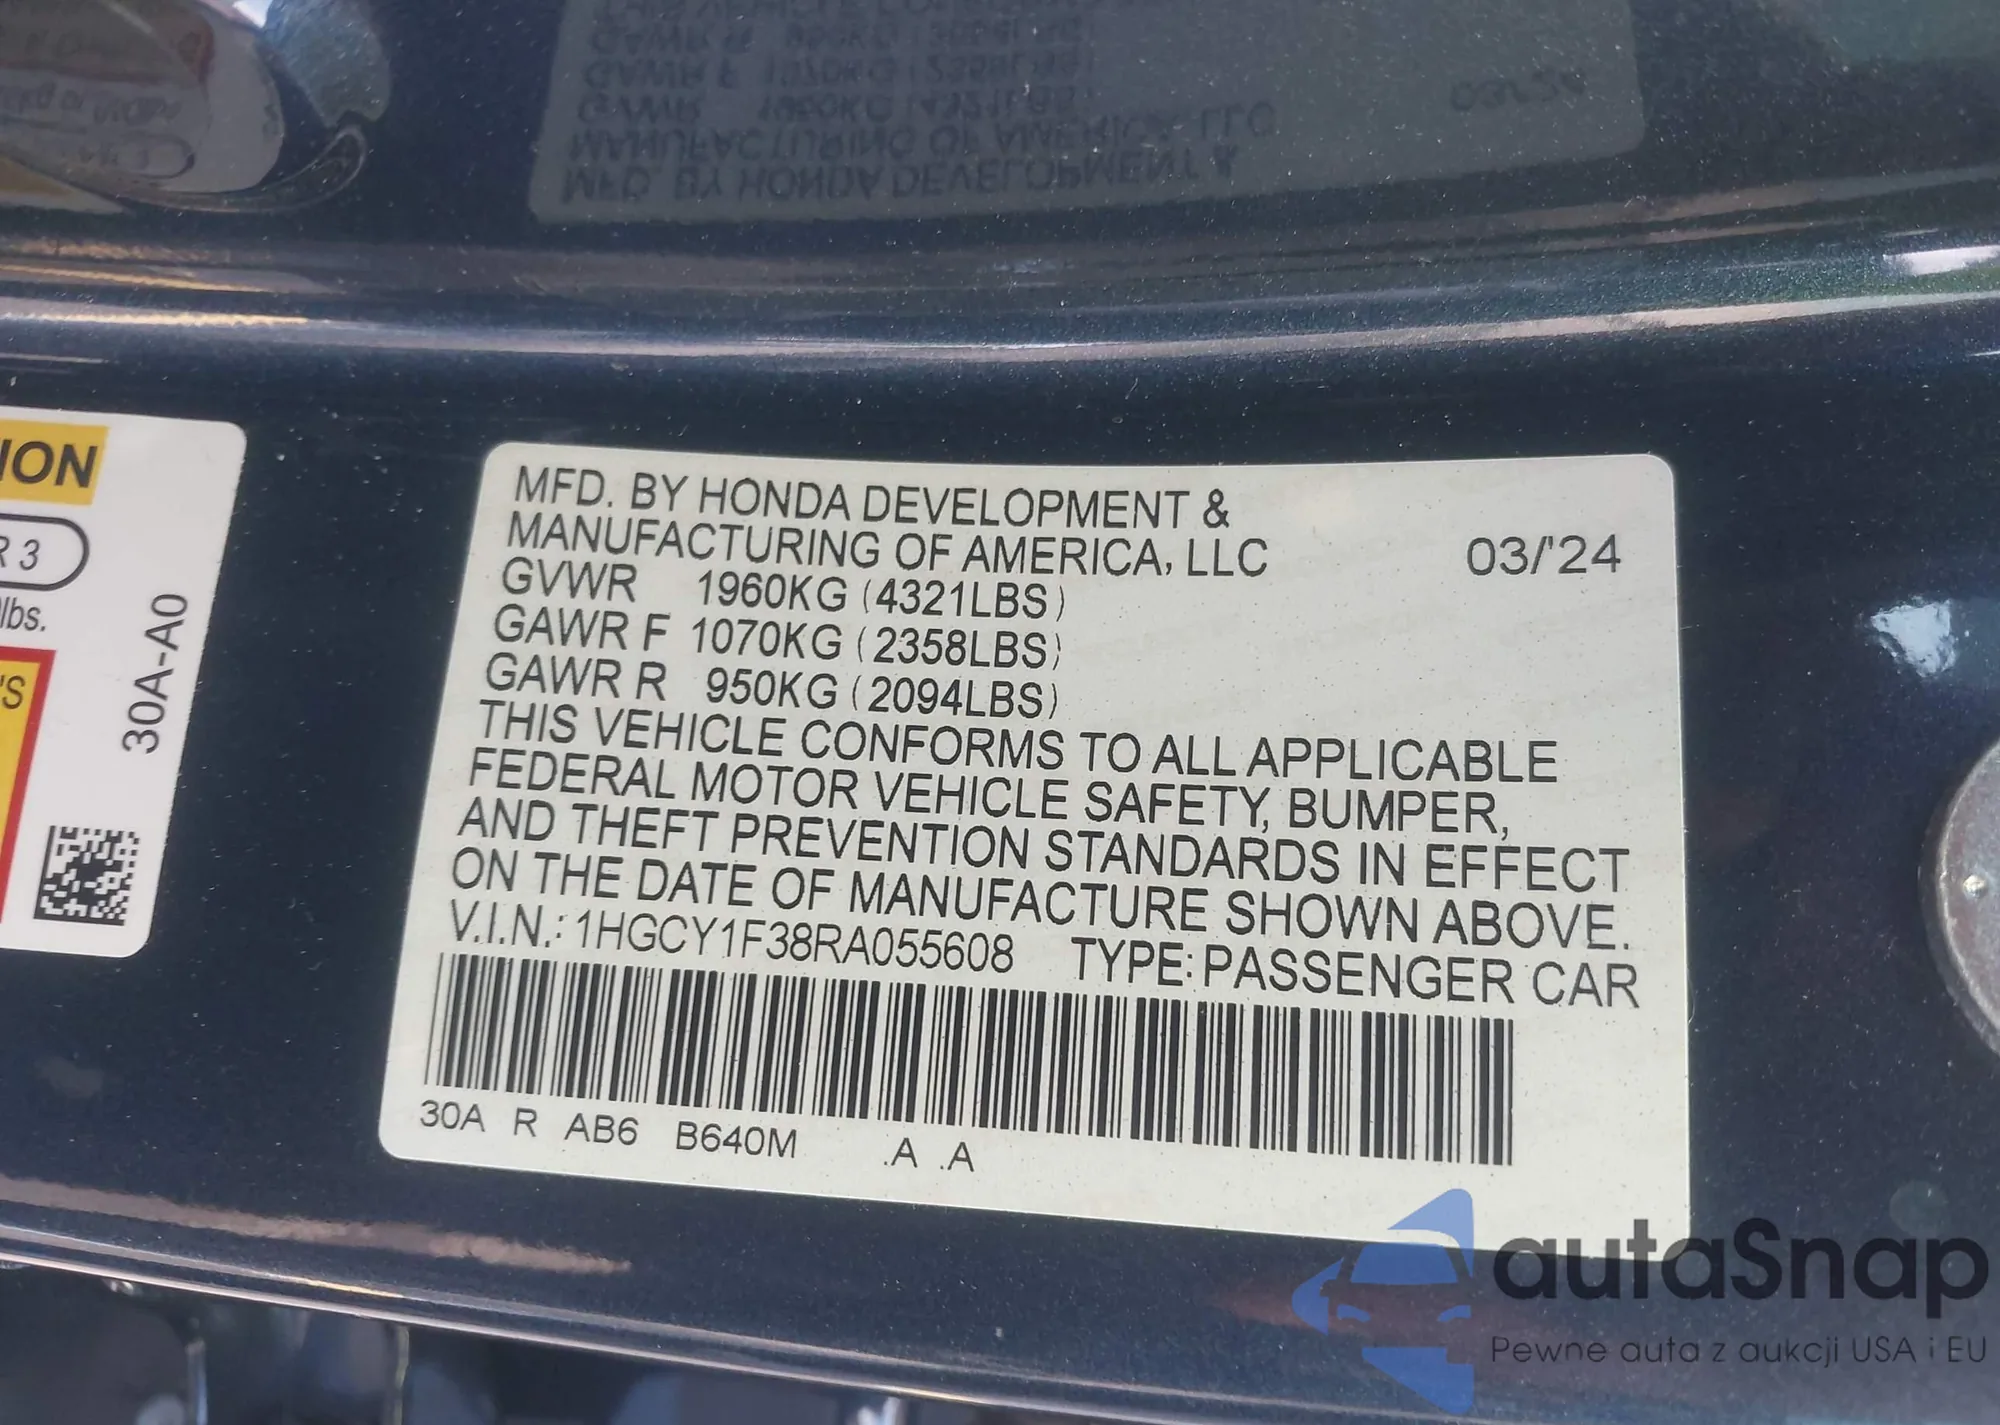 MFD. BY HONDA DEVELOPMENT &
MANUFACTURING OF AMERICA, LLC
03/'24
GVWR 1960KG (4321LBS)
GAWR F 1070KG (2358LBS)
GAWR R 950KG (2094LBS)
THIS VEHICLE CONFORMS TO ALL APPLICABLE
FEDERAL MOTOR VEHICLE SAFETY, BUMPER,
AND THEFT PREVENTION STANDARDS IN EFFECT
ON THE DATE OF MANUFACTURE SHOWN ABOVE.
V.I.N.: 1HGCY1F38RA055608 TYPE: PASSENGER CAR
30A R AB6 B640M .A .A
ION
R 3
lbs.
'S
30A-A0
autaSnap
Pewne auta z aukcji USA i EU